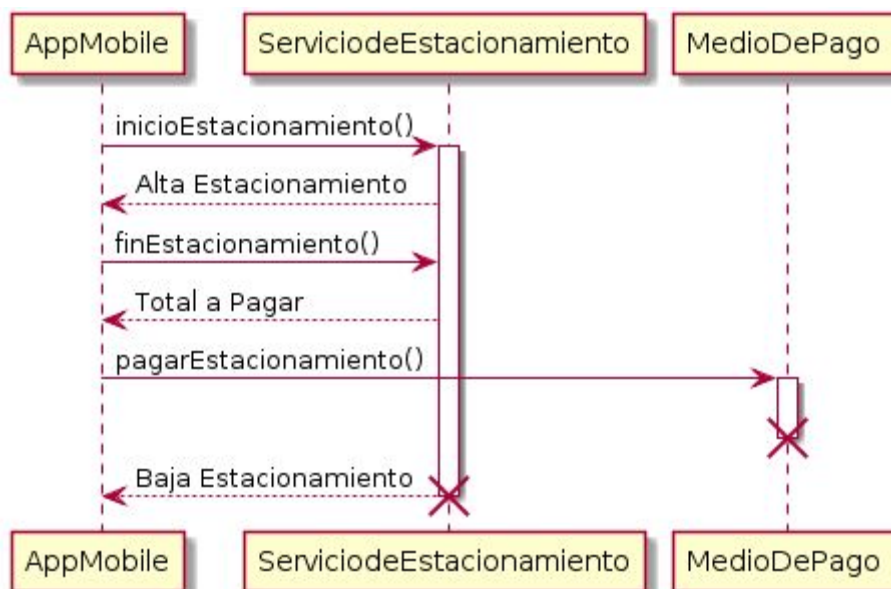 AppMobile
ServiciodeEstacionamiento
MedioDePago
inicioEstacionamiento()
Alta Estacionamiento
finEstacionamiento()
Total a Pagar
pagarEstacionamiento()
Baja Estacionamiento
AppMobile
ServiciodeEstacionamiento
MedioDePago